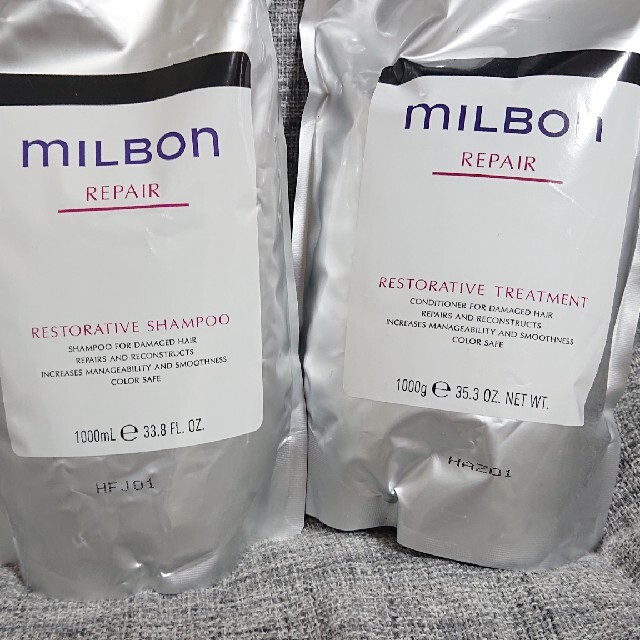 milbon
REPAIR
RESTORATIVE SHAMPOO
SHAMPOO FOR DAMAGED HAIR
REPAIRS AND RECONSTRUCTS
INCREASES MANAGEABILITY AND SMOOTHNESS
COLOR SAFE
1000mL ℮ 33.8 FL. OZ.
HFJ01
milbon
REPAIR
RESTORATIVE TREATMENT
CONDITIONER FOR DAMAGED HAIR
REPAIRS AND RECONSTRUCTS
INCREASES MANAGEABILITY AND SMOOTHNESS
COLOR SAFE
1000g ℮ 35.3 OZ. NET WT.
HAZ01